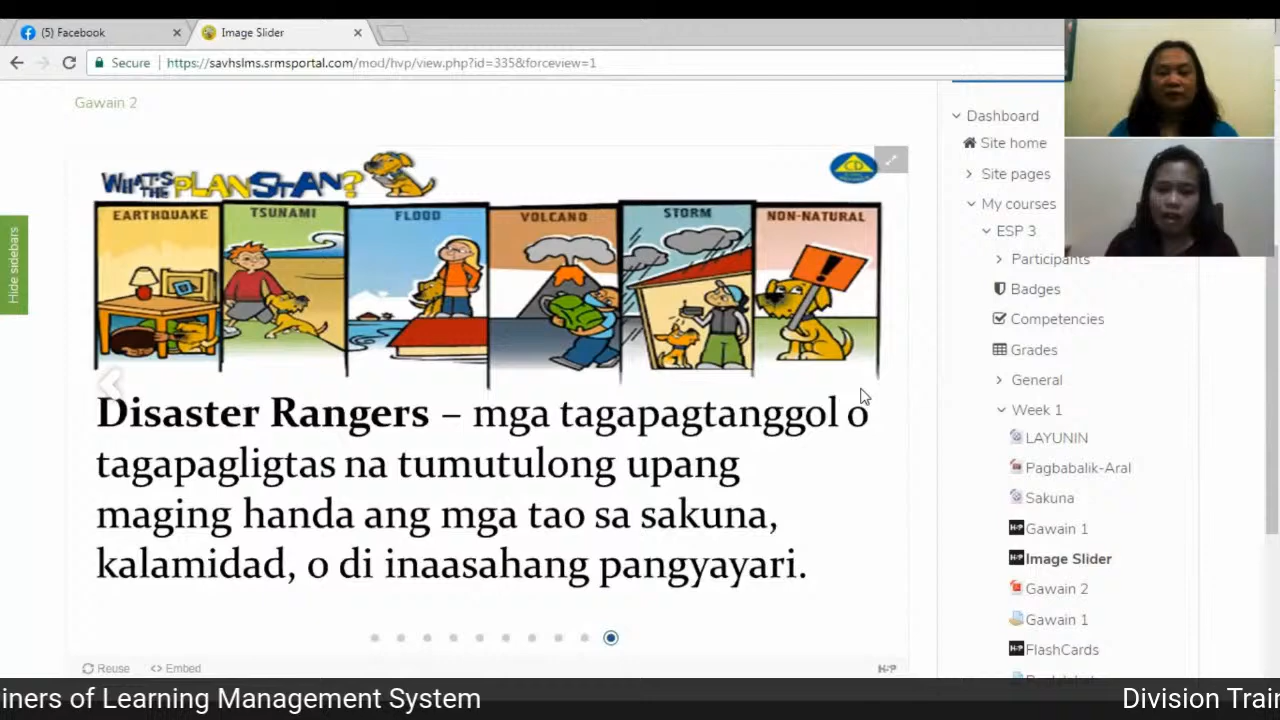 (5) Facebook
Image Slider
Secure
https://savhslms.srmsportal.com/mod/hvp/view.php?id=335&forceview=1
Gawain 2
WHAT'S THE PLAN STAN?
CD
EARTHQUAKE
TSUNAMI
FLOOD
VOLCANO
STORM
NON-NATURAL
!
Disaster Rangers – mga tagapagtanggol o
tagapagligtas na tumutulong upang
maging handa ang mga tao sa sakuna,
kalamidad, o di inaasahang pangyayari.
Reuse
Embed
H5P
Hide sidebars
Dashboard
Site home
Site pages
My courses
ESP 3
Participants
Badges
Competencies
Grades
General
Week 1
LAYUNIN
Pagbabalik-Aral
Sakuna
Gawain 1
Image Slider
Gawain 2
Gawain 1
FlashCards
iners of Learning Management System
Division Train